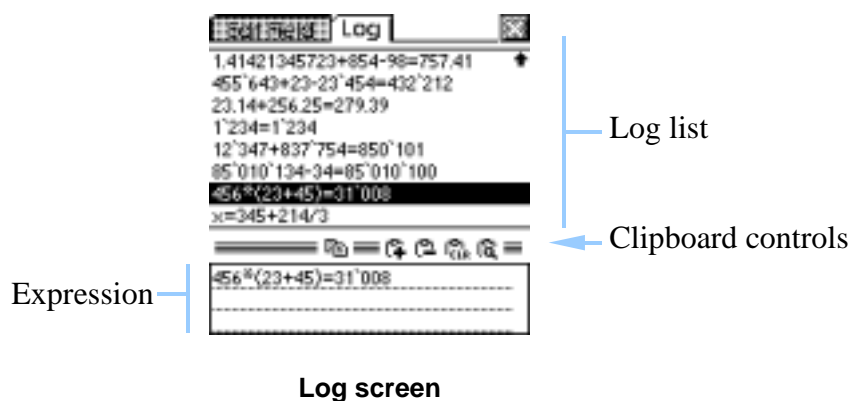 Edit field Log
1.41421345723+854-98=757.41
455`643+23-23`454=432`212
23.14+256.25=279.39
1`234=1`234
12`347+837`754=850`101
85`010`134-34=85`010`100
456*(23+45)=31`008
x=345+214/3
CLR
456*(23+45)=31`008
Log list
Clipboard controls
Expression
Log screen